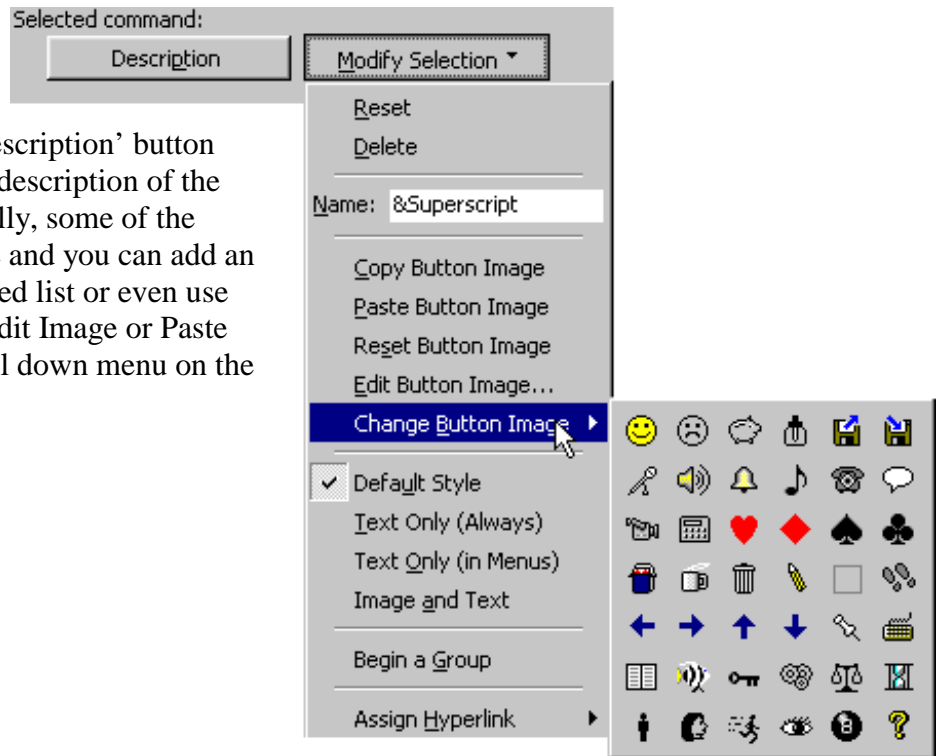 Selected command:
Description
Modify Selection
Reset
Delete
Name: &Superscript
Copy Button Image
Paste Button Image
Reset Button Image
Edit Button Image...
Change Button Image
Default Style
Text Only (Always)
Text Only (in Menus)
Image and Text
Begin a Group
Assign Hyperlink
escription’ button
description of the
lly, some of the
and you can add an
ed list or even use
dit Image or Paste
l down menu on the
8